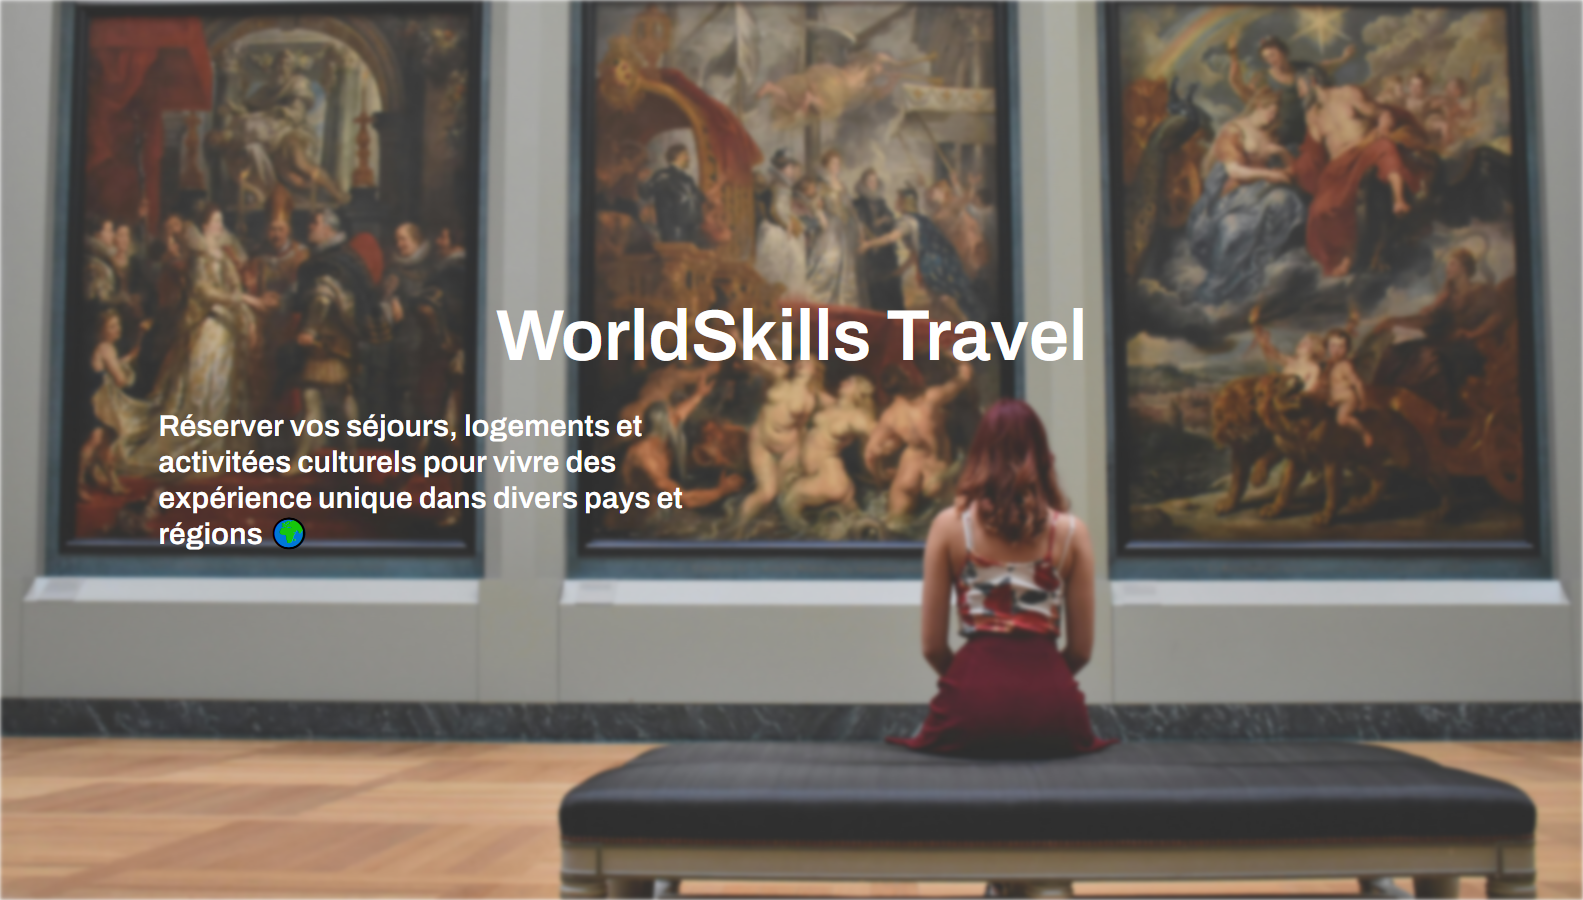 WorldSkills Travel
Réserver vos séjours, logements et
activitées culturels pour vivre des
expérience unique dans divers pays et
régions 🌍